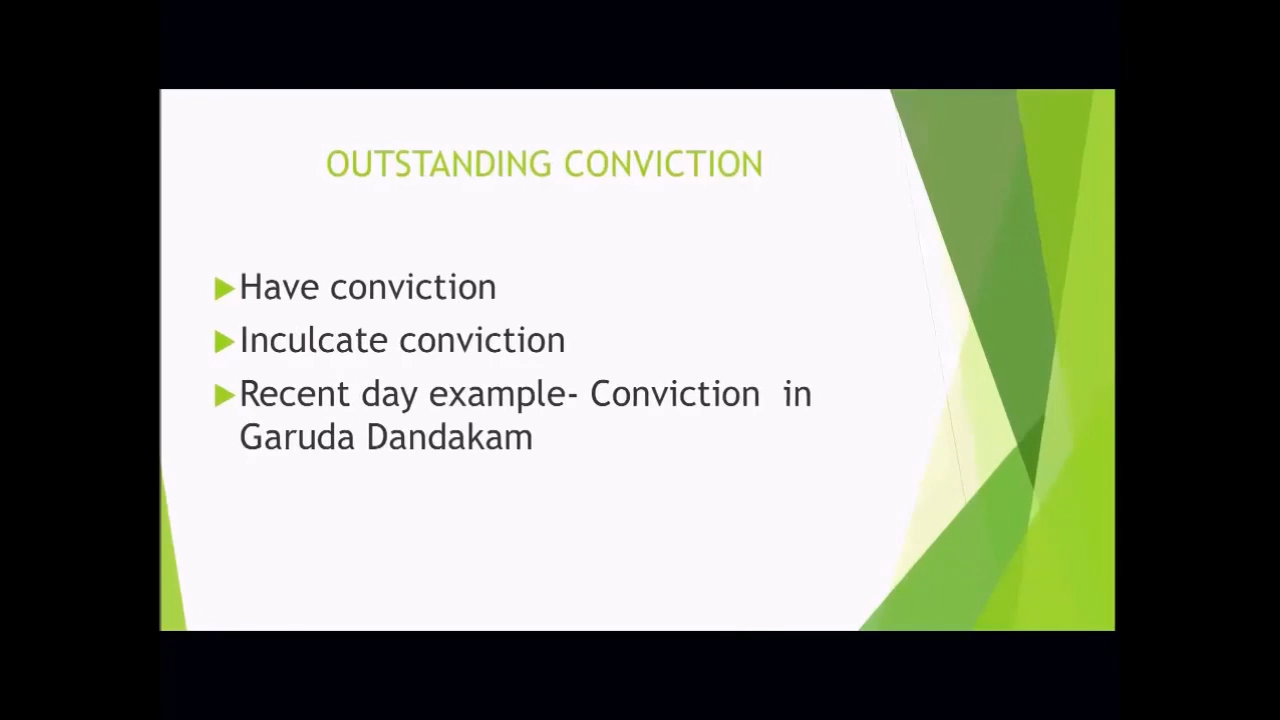 OUTSTANDING CONVICTION
Have conviction
Inculcate conviction
Recent day example- Conviction  in
Garuda Dandakam